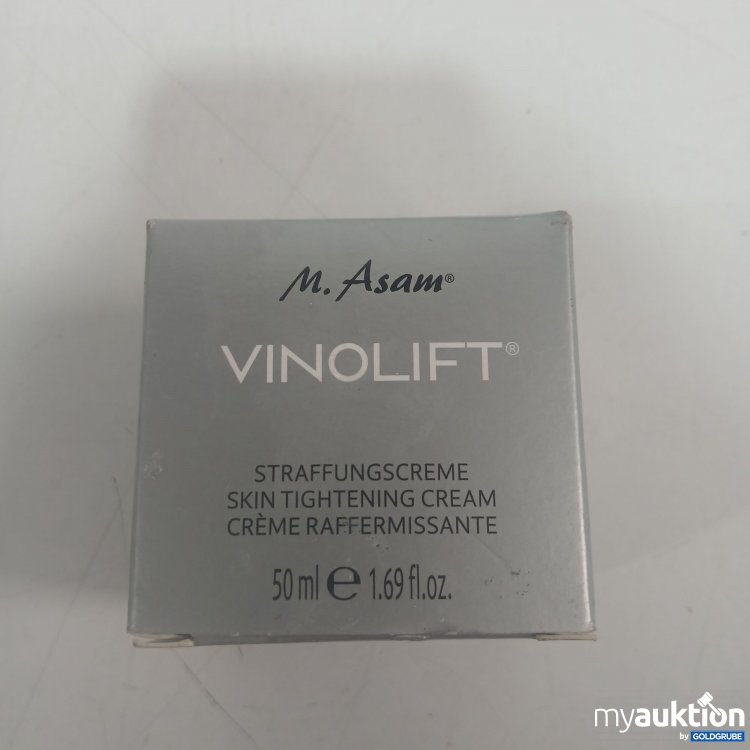 M. Asam®
VINOLIFT®
STRAFFUNGSCREME
SKIN TIGHTENING CREAM
CRÈME RAFFERMISSANTE
50 ml e 1.69 fl.oz.
myauktion
by GOLDGRUBE